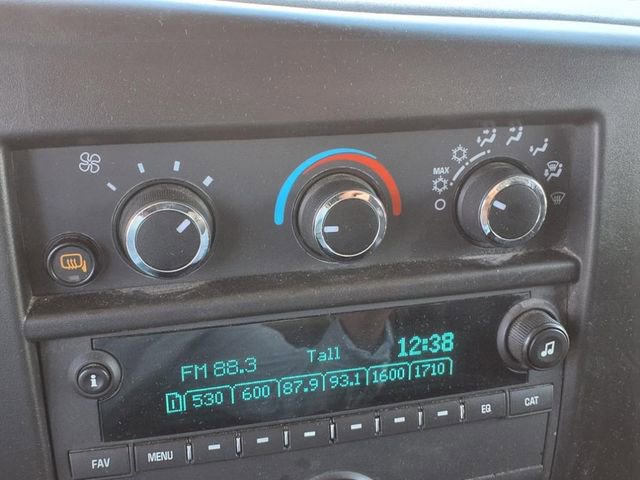 MAX
FM 88.3 Tall 12:38
530 600 87.9 93.1 1600 1710
i
FAV MENU EQ CAT